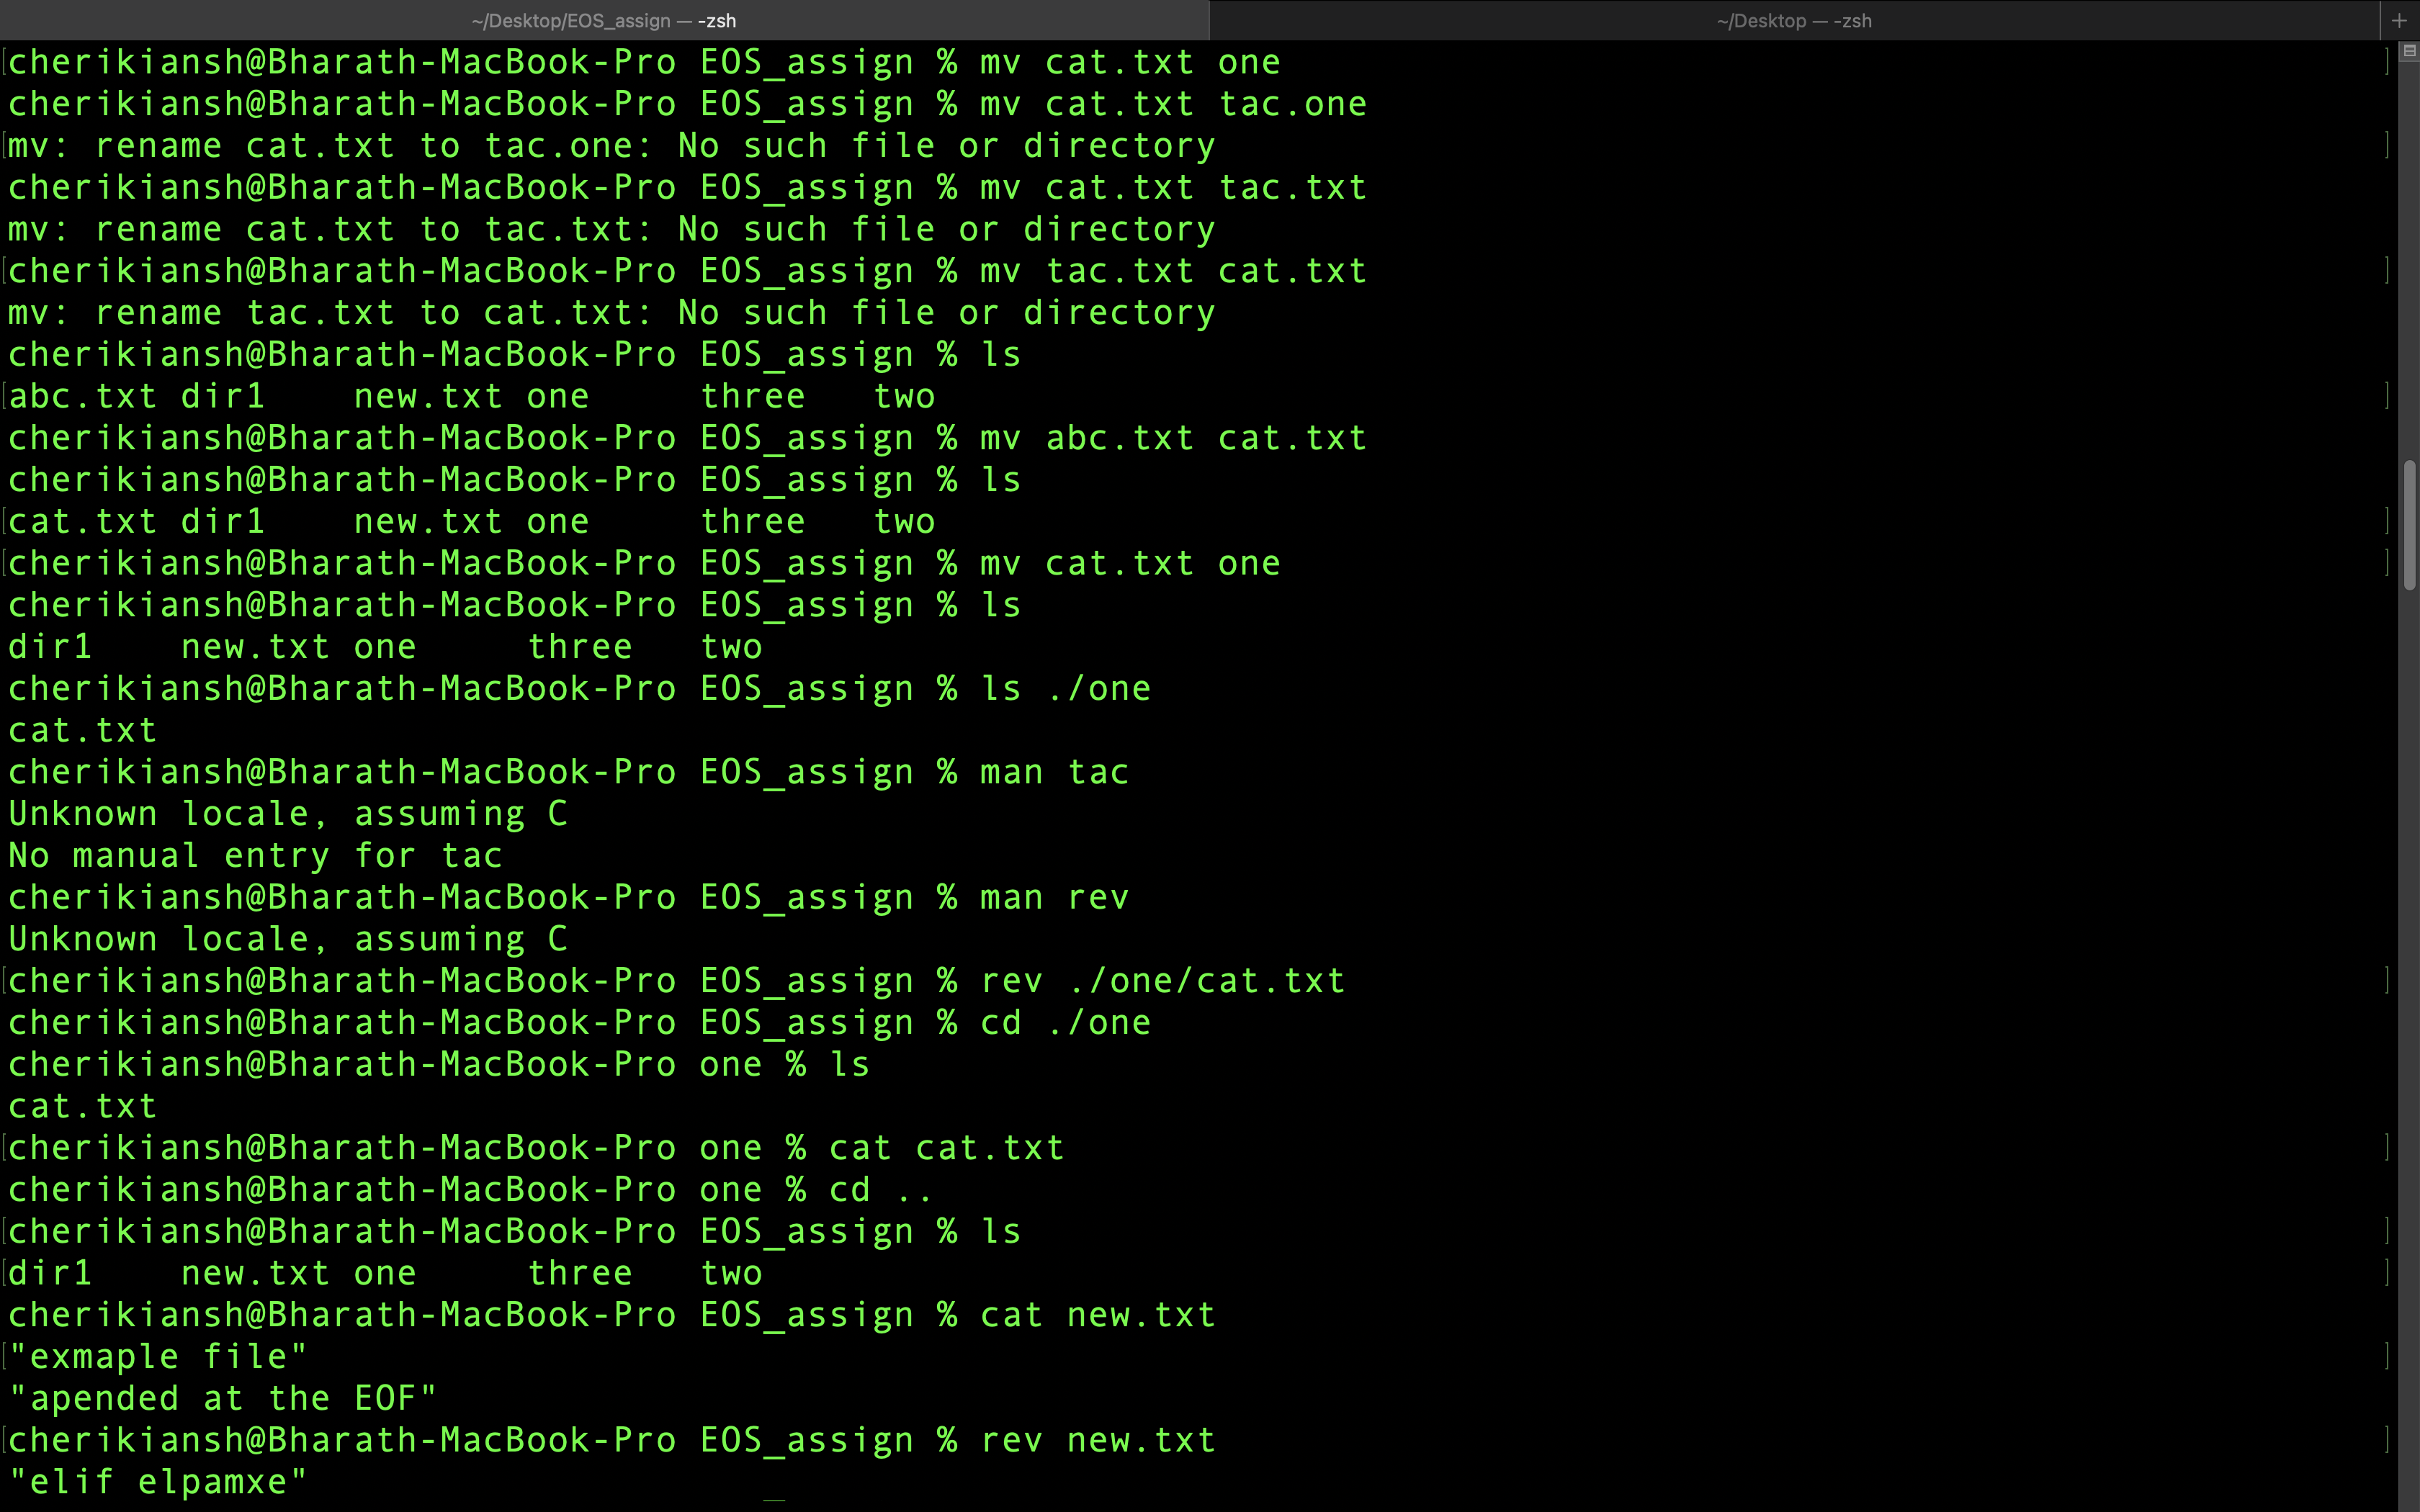 ~/Desktop/EOS_assign — -zsh
~/Desktop — -zsh
cherikiansh@Bharath-MacBook-Pro EOS_assign % mv cat.txt one
cherikiansh@Bharath-MacBook-Pro EOS_assign % mv cat.txt tac.one
mv: rename cat.txt to tac.one: No such file or directory
cherikiansh@Bharath-MacBook-Pro EOS_assign % mv cat.txt tac.txt
mv: rename cat.txt to tac.txt: No such file or directory
cherikiansh@Bharath-MacBook-Pro EOS_assign % mv tac.txt cat.txt
mv: rename tac.txt to cat.txt: No such file or directory
cherikiansh@Bharath-MacBook-Pro EOS_assign % ls
abc.txt dir1    new.txt one     three   two
cherikiansh@Bharath-MacBook-Pro EOS_assign % mv abc.txt cat.txt
cherikiansh@Bharath-MacBook-Pro EOS_assign % ls
cat.txt dir1    new.txt one     three   two
cherikiansh@Bharath-MacBook-Pro EOS_assign % mv cat.txt one
cherikiansh@Bharath-MacBook-Pro EOS_assign % ls
dir1    new.txt one     three   two
cherikiansh@Bharath-MacBook-Pro EOS_assign % ls ./one
cat.txt
cherikiansh@Bharath-MacBook-Pro EOS_assign % man tac
Unknown locale, assuming C
No manual entry for tac
cherikiansh@Bharath-MacBook-Pro EOS_assign % man rev
Unknown locale, assuming C
cherikiansh@Bharath-MacBook-Pro EOS_assign % rev ./one/cat.txt
cherikiansh@Bharath-MacBook-Pro EOS_assign % cd ./one
cherikiansh@Bharath-MacBook-Pro one % ls
cat.txt
cherikiansh@Bharath-MacBook-Pro one % cat cat.txt
cherikiansh@Bharath-MacBook-Pro one % cd ..
cherikiansh@Bharath-MacBook-Pro EOS_assign % ls
dir1    new.txt one     three   two
cherikiansh@Bharath-MacBook-Pro EOS_assign % cat new.txt
"exmaple file"
"apended at the EOF"
cherikiansh@Bharath-MacBook-Pro EOS_assign % rev new.txt
"elif elpamxe"